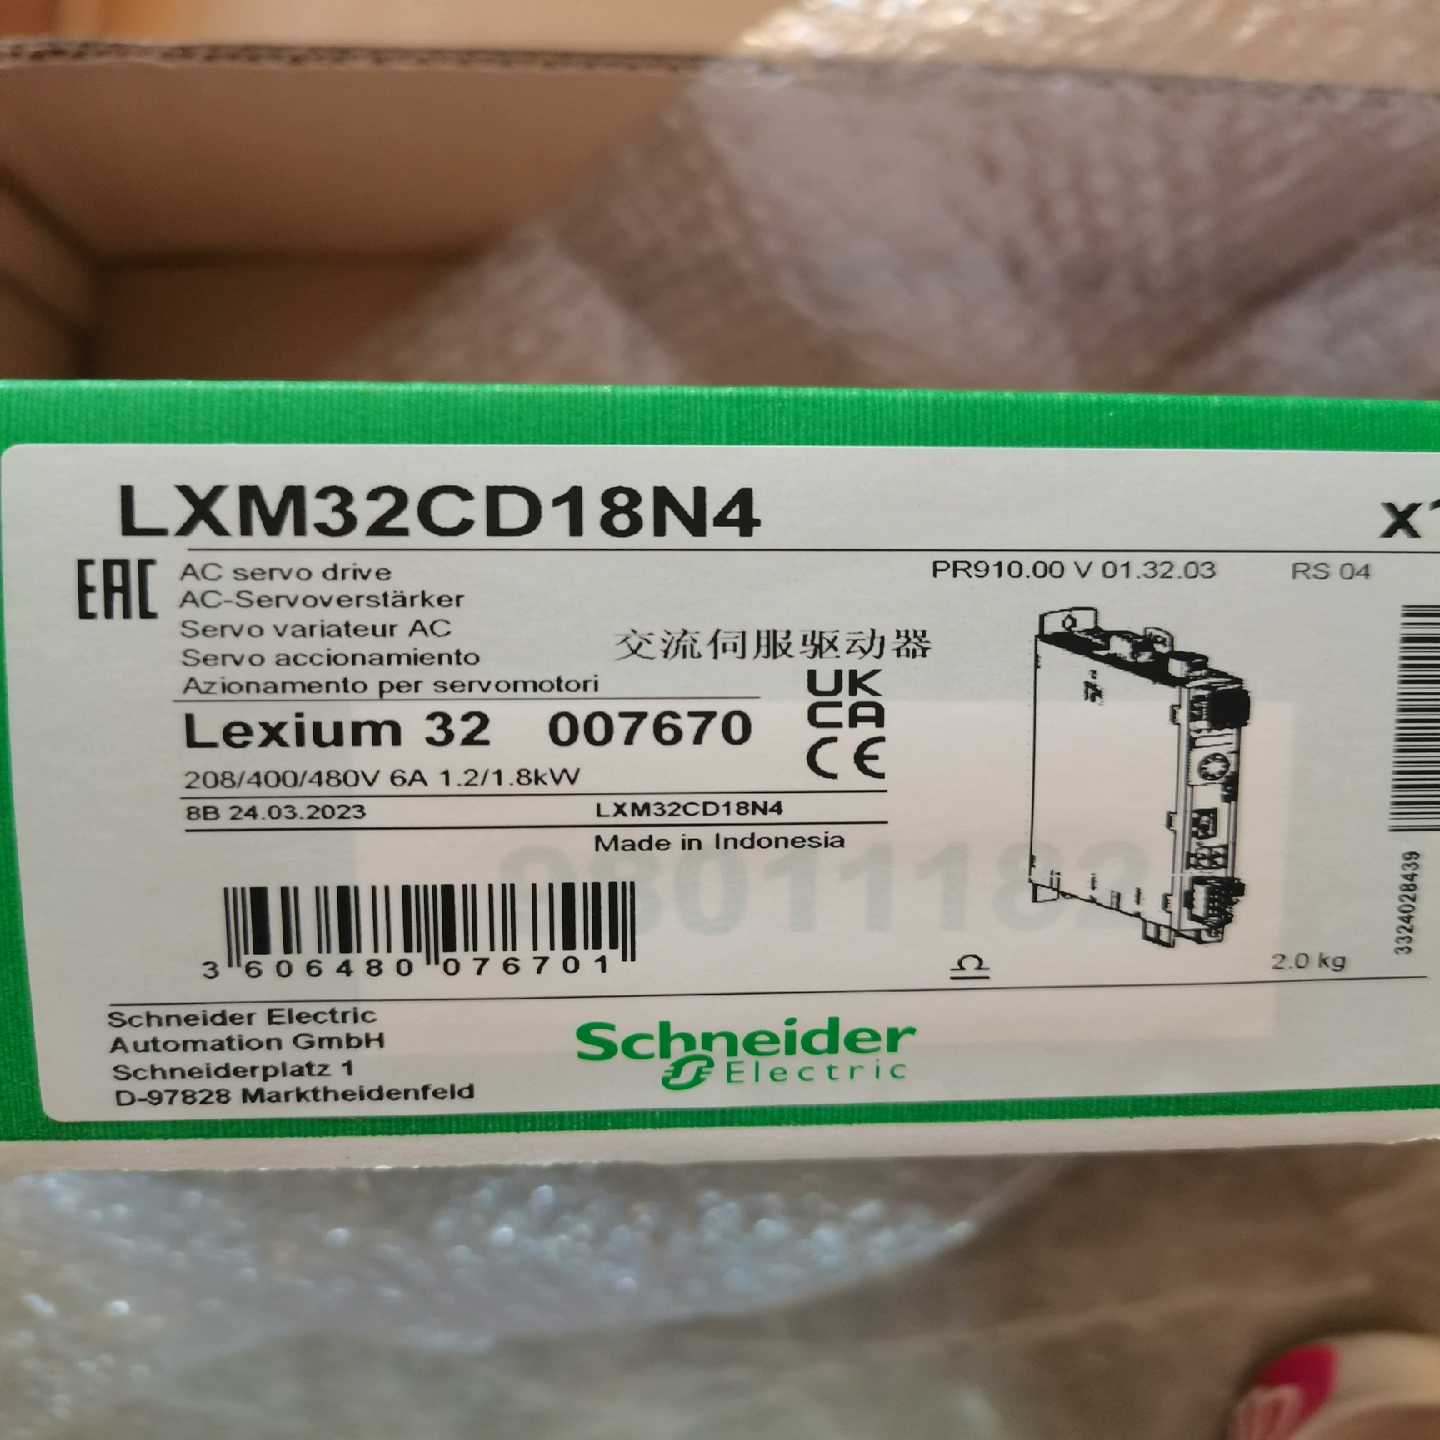 LXM32CD18N4
x1
EAC
AC servo drive
PR910.00 V 01.32.03
RS 04
AC-Servoverstärker
Servo variateur AC
Servo accionamiento
交流伺服驱动器
Azionamento per servomotori
UK
CA
CE
Lexium 32 007670
208/400/480V 6A 1.2/1.8kW
8B 24.03.2023
LXM32CD18N4
Made in Indonesia
3 606480 076701
2.0 kg
3324028439
Schneider Electric
Automation GmbH
Schneiderplatz 1
D-97828 Marktheidenfeld
Schneider
Electric